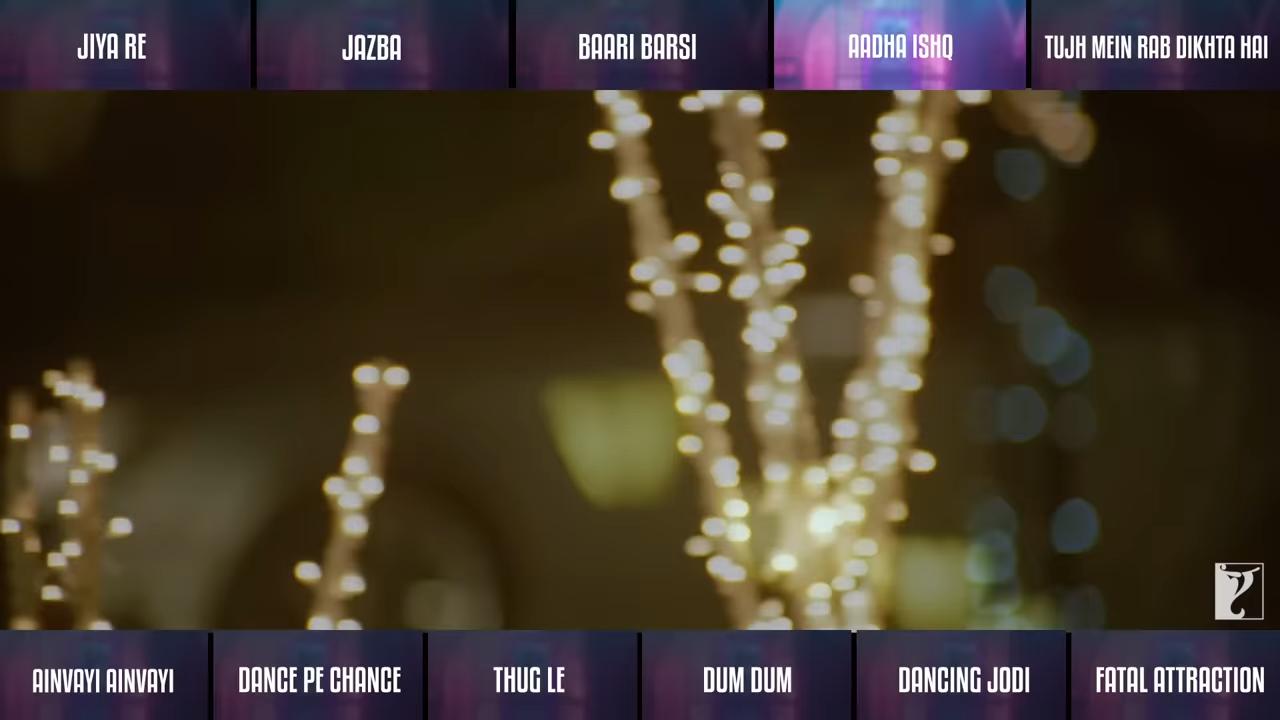 JIYA RE
JAZBA
BAARI BARSI
AADHA ISHQ
TUJH MEIN RAB DIKHTA HAI
AINVAYI AINVAYI
DANCE PE CHANCE
THUG LE
DUM DUM
DANCING JODI
FATAL ATTRACTION